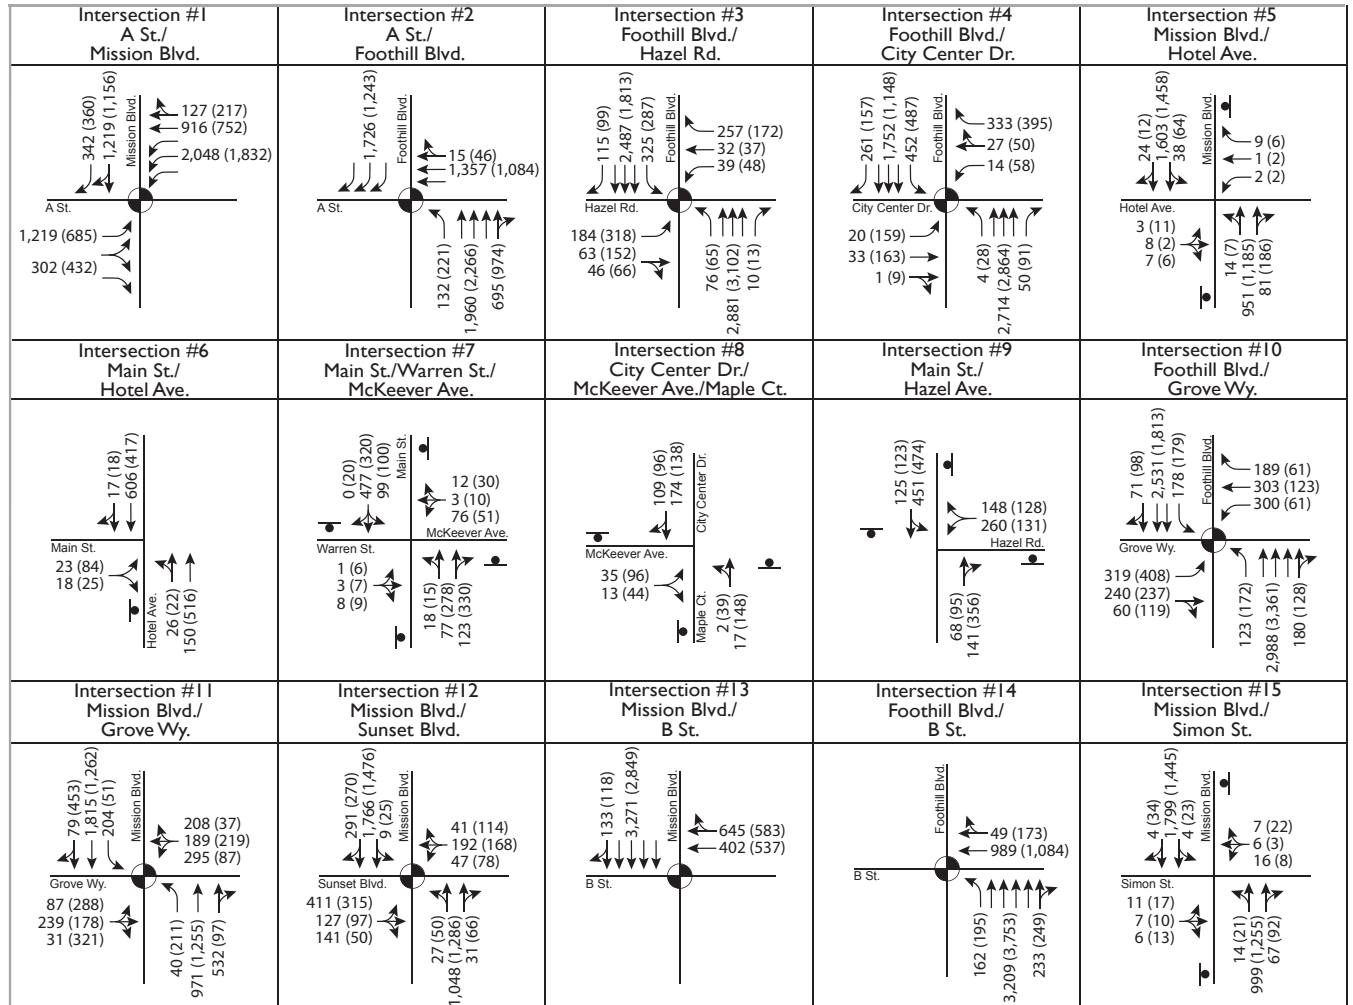 Intersection #1
A St./
Mission Blvd.
342 (360)
1,219 (1,156)
Mission Blvd.
127 (217)
916 (752)
2,048 (1,832)
A St.
1,219 (685)
302 (432)
Intersection #2
A St./
Foothill Blvd.
1,726 (1,243)
Foothill Blvd.
15 (46)
1,357 (1,084)
A St.
132 (221)
1,960 (2,266)
695 (974)
Intersection #3
Foothill Blvd./
Hazel Rd.
115 (99)
2,487 (1,813)
325 (287)
Foothill Blvd.
257 (172)
32 (37)
39 (48)
Hazel Rd.
184 (318)
63 (152)
46 (66)
76 (65)
2,881 (3,102)
10 (13)
Intersection #4
Foothill Blvd./
City Center Dr.
261 (157)
1,752 (1,148)
452 (487)
Foothill Blvd.
333 (395)
27 (50)
14 (58)
City Center Dr.
20 (159)
33 (163)
1 (9)
4 (28)
2,714 (2,864)
50 (91)
Intersection #5
Mission Blvd./
Hotel Ave.
24 (12)
1,603 (1,458)
38 (64)
Mission Blvd.
9 (6)
1 (2)
2 (2)
Hotel Ave.
3 (11)
8 (2)
7 (6)
14 (7)
951 (1,185)
81 (186)
Intersection #6
Main St./
Hotel Ave.
17 (18)
606 (417)
Main St.
23 (84)
18 (25)
Hotel Ave.
26 (22)
150 (516)
Intersection #7
Main St./Warren St./
McKeever Ave.
0 (20)
477 (320)
99 (100)
Main St.
12 (30)
3 (10)
76 (51)
McKeever Ave.
Warren St.
1 (6)
3 (7)
8 (9)
18 (15)
77 (278)
123 (330)
Intersection #8
City Center Dr./
McKeever Ave./Maple Ct.
109 (96)
174 (138)
City Center Dr.
McKeever Ave.
35 (96)
13 (44)
Maple Ct.
2 (39)
17 (148)
Intersection #9
Main St./
Hazel Ave.
125 (123)
451 (474)
148 (128)
260 (131)
Hazel Rd.
68 (95)
141 (356)
Intersection #10
Foothill Blvd./
Grove Wy.
71 (98)
2,531 (1,813)
178 (179)
Foothill Blvd.
189 (61)
303 (123)
300 (61)
Grove Wy.
319 (408)
240 (237)
60 (119)
123 (172)
2,988 (3,361)
180 (128)
Intersection #11
Mission Blvd./
Grove Wy.
79 (453)
1,815 (1,262)
204 (51)
Mission Blvd.
208 (37)
189 (219)
295 (87)
Grove Wy.
87 (288)
239 (178)
31 (321)
40 (211)
971 (1,255)
532 (97)
Intersection #12
Mission Blvd./
Sunset Blvd.
291 (270)
1,766 (1,476)
9 (25)
Mission Blvd.
41 (114)
192 (168)
47 (78)
Sunset Blvd.
411 (315)
127 (97)
141 (50)
27 (50)
1,048 (1,286)
31 (66)
Intersection #13
Mission Blvd./
B St.
133 (118)
3,271 (2,849)
Mission Blvd.
645 (583)
402 (537)
B St.
Intersection #14
Foothill Blvd./
B St.
Foothill Blvd.
49 (173)
989 (1,084)
B St.
162 (195)
3,209 (3,753)
233 (249)
Intersection #15
Mission Blvd./
Simon St.
4 (34)
1,799 (1,445)
4 (23)
Mission Blvd.
7 (22)
6 (3)
16 (8)
Simon St.
11 (17)
7 (10)
6 (13)
14 (21)
999 (1,255)
67 (92)